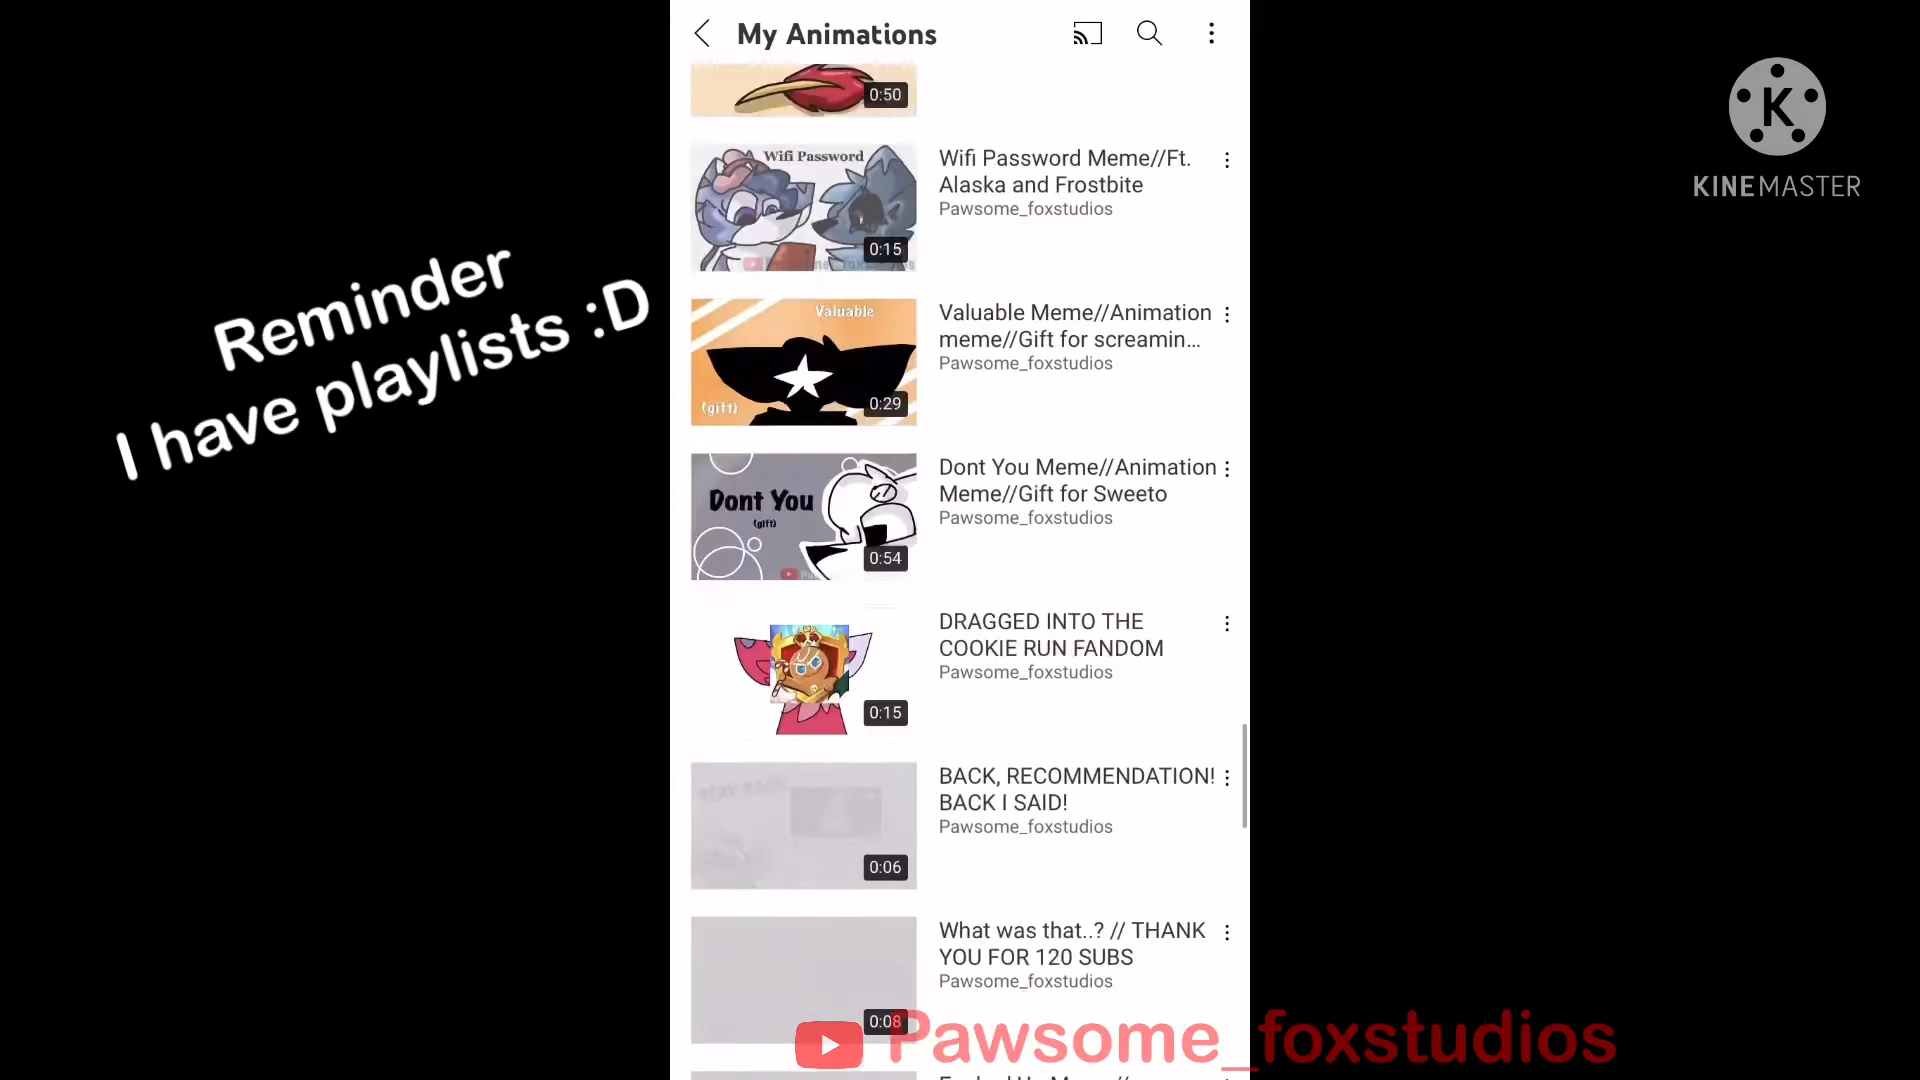 My Animations
0:50
Wifi Password
0:15
Wifi Password Meme//Ft.
Alaska and Frostbite
Pawsome_foxstudios
Valuable
(gift)
0:29
Valuable Meme//Animation
meme//Gift for screamin...
Pawsome_foxstudios
Dont You
(gift)
0:54
Dont You Meme//Animation
Meme//Gift for Sweeto
Pawsome_foxstudios
0:15
DRAGGED INTO THE
COOKIE RUN FANDOM
Pawsome_foxstudios
0:06
BACK, RECOMMENDATION!
BACK I SAID!
Pawsome_foxstudios
0:08
What was that..? // THANK
YOU FOR 120 SUBS
Pawsome_foxstudios
Reminder
I have playlists :D
K
KINEMASTER
Pawsome_foxstudios